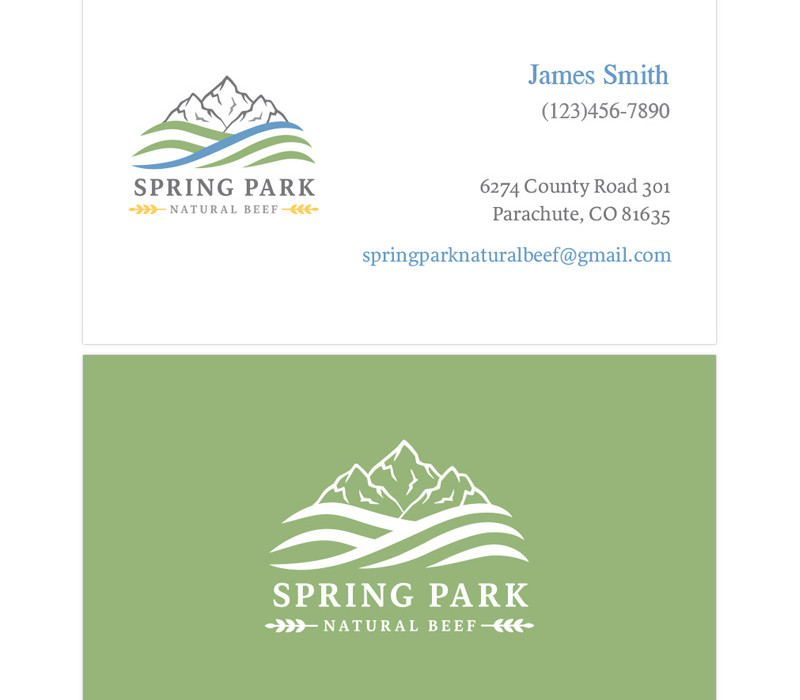 SPRING PARK
NATURAL BEEF
James Smith
(123)456-7890
6274 County Road 301
Parachute, CO 81635
springparknaturalbeef@gmail.com
SPRING PARK
NATURAL BEEF